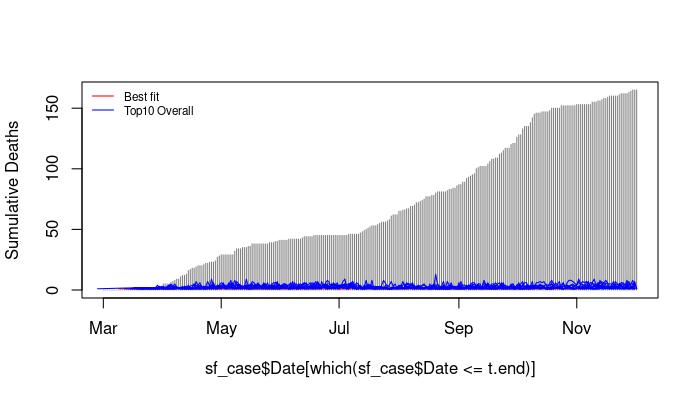 Best fit
Top10 Overall
Sumulative Deaths
150
100
50
0
Mar May Jul Sep Nov
sf_case$Date[which(sf_case$Date <= t.end)]